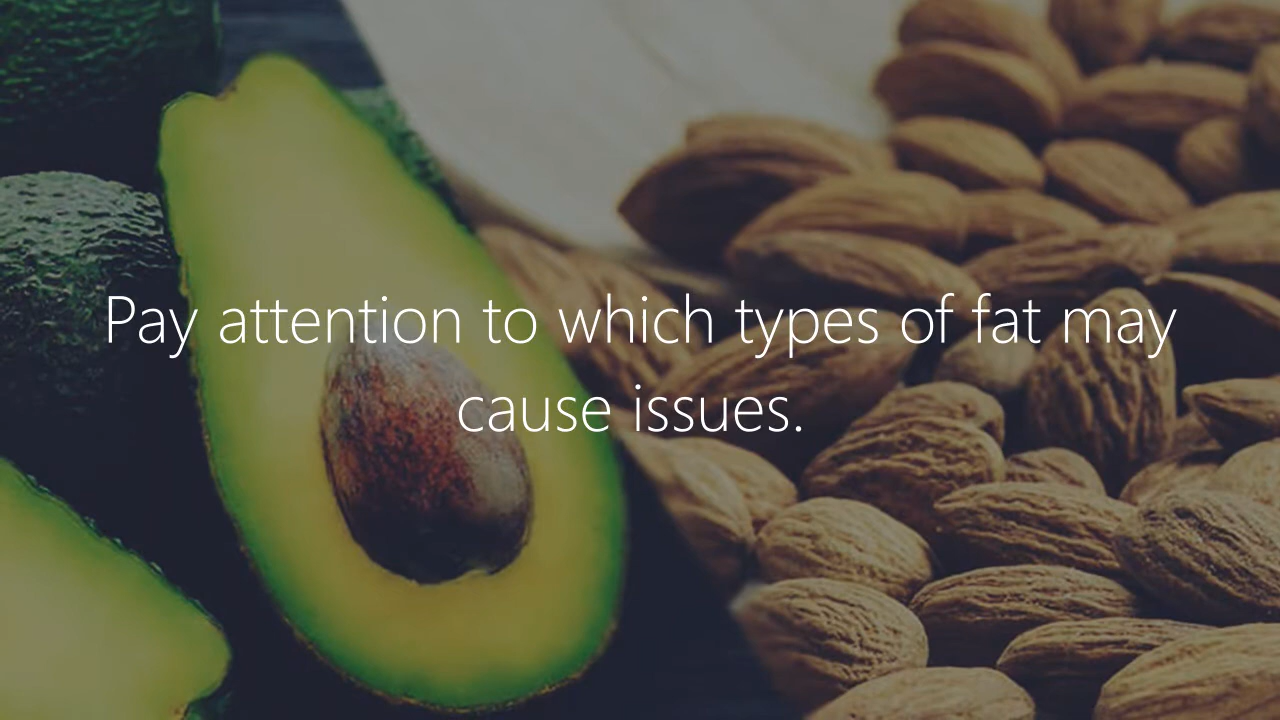 Pay attention to which types of fat may
cause issues.